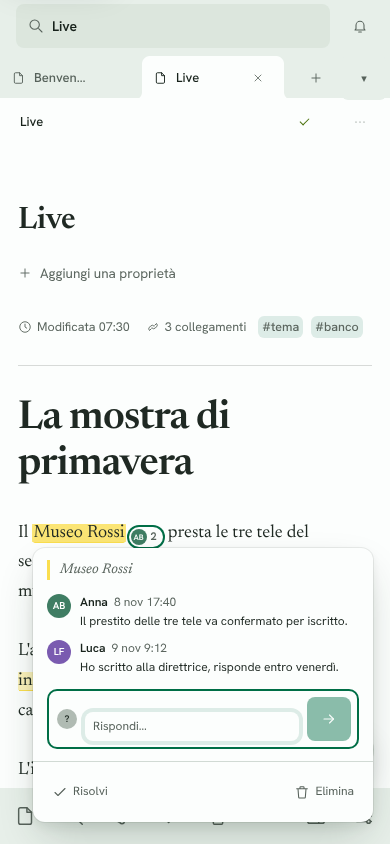 Live
Benven...
Live
Live
Live
Aggiungi una proprietà
Modificata 07:30
3 collegamenti
#tema
#banco
La mostra di
primavera
Il Museo Rossi AB 2 presta le tre tele del
Museo Rossi
AB
Anna 8 nov 17:40
Il prestito delle tre tele va confermato per iscritto.
LF
Luca 9 nov 9:12
Ho scritto alla direttrice, risponde entro venerdì.
?
Rispondi...
Risolvi
Elimina